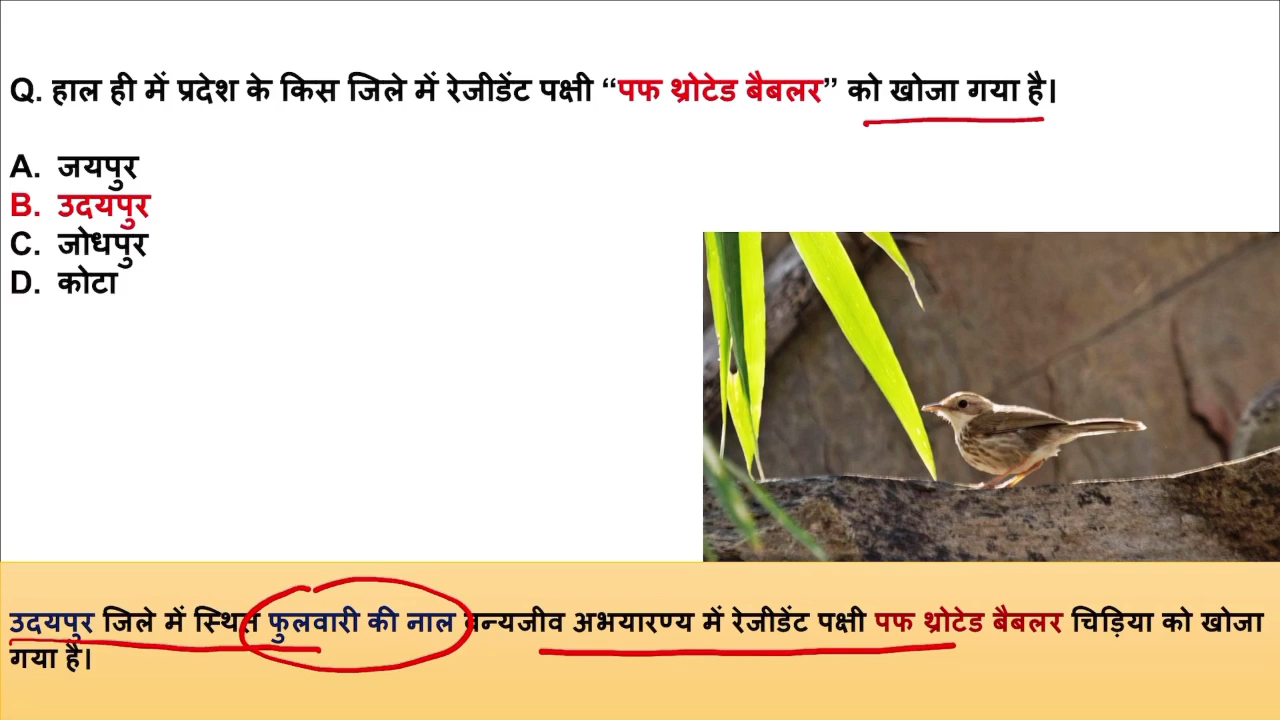 Q. हाल ही में प्रदेश के किस जिले में रेजीडेंट पक्षी “पफ थ्रोटेड बैबलर” को खोजा गया है।
A. जयपुर
B. उदयपुर
C. जोधपुर
D. कोटा
उदयपुर जिले में स्थित फुलवारी की नाल वन्यजीव अभयारण्य में रेजीडेंट पक्षी पफ थ्रोटेड बैबलर चिड़िया को खोजा
गया है।